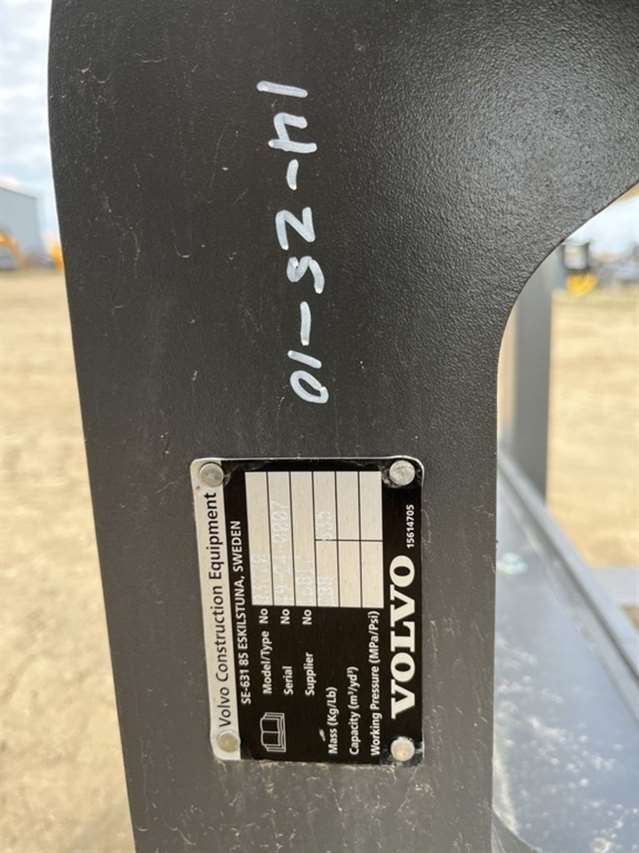 14-25-10
Volvo Construction Equipment
SE-631 85 ESKILSTUNA, SWEDEN
Model/Type No
Serial No
Supplier No
Mass (Kg/Lb)
Capacity (m³/yd³)
Working Pressure (MPa/Psi)
VOLVO 15614705